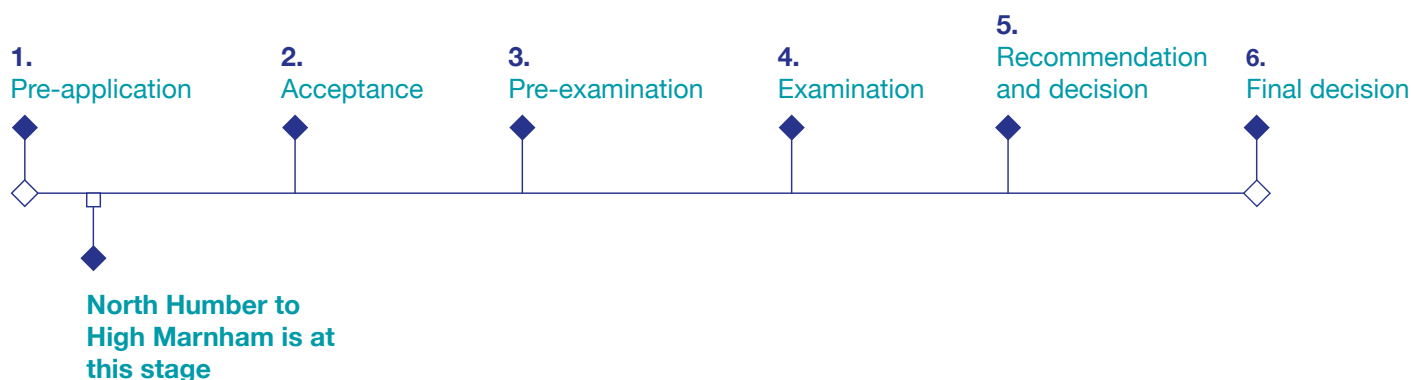 1.
Pre-application
2.
Acceptance
3.
Pre-examination
4.
Examination
5.
Recommendation
and decision
6.
Final decision
North Humber to
High Marnham is at
this stage